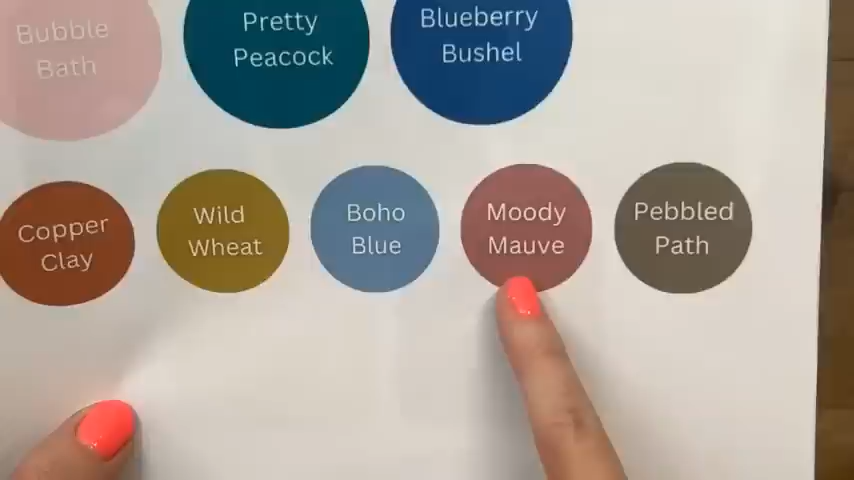 Bubble
Bath
Pretty
Peacock
Blueberry
Bushel
Copper
Clay
Wild
Wheat
Boho
Blue
Moody
Mauve
Pebbled
Path